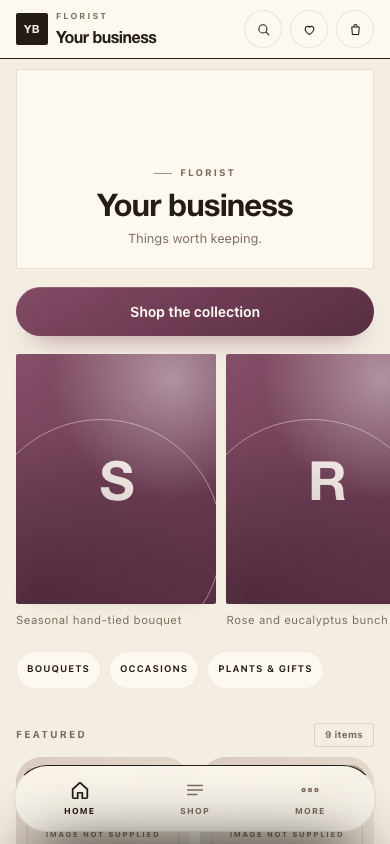 YB
FLORIST
Your business
FLORIST
Your business
Things worth keeping.
Shop the collection
S
R
Seasonal hand-tied bouquet
Rose and eucalyptus bunch
BOUQUETS
OCCASIONS
PLANTS & GIFTS
FEATURED
9 items
HOME
SHOP
MORE
IMAGE NOT SUPPLIED
IMAGE NOT SUPPLIED